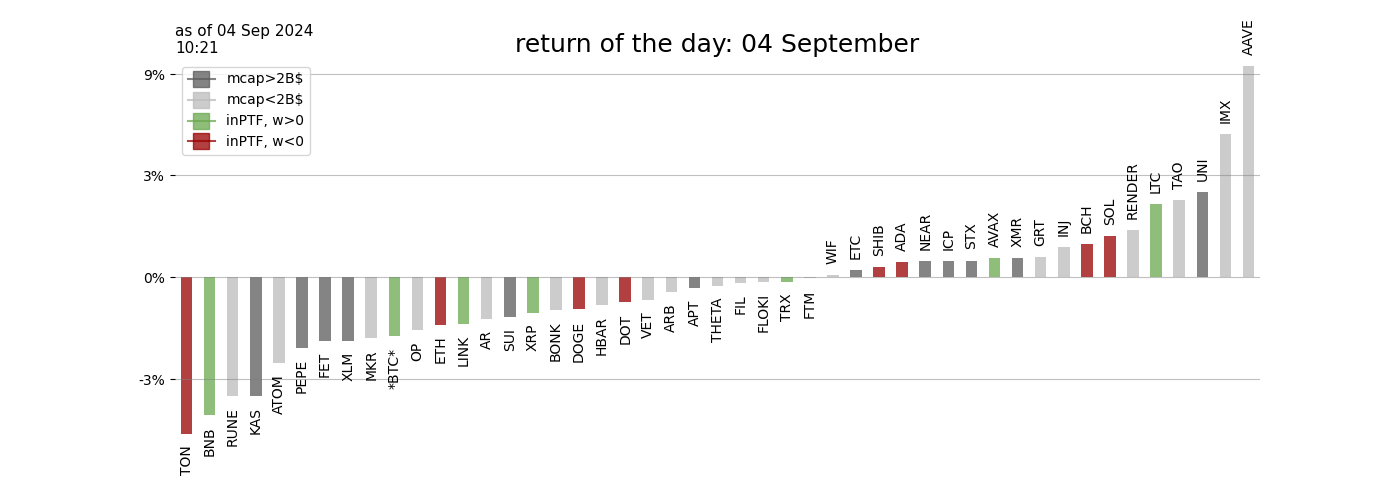 as of 04 Sep 2024
10:21
return of the day: 04 September
mcap>2B$
mcap<2B$
inPTF, w>0
inPTF, w<0
9%
3%
0%
-3%
TON
BNB
RUNE
KAS
ATOM
PEPE
FET
XLM
MKR
*BTC*
OP
ETH
LINK
AR
SUI
XRP
BONK
DOGE
HBAR
DOT
VET
ARB
APT
THETA
FIL
FLOKI
TRX
FTM
WIF
ETC
SHIB
ADA
NEAR
ICP
STX
AVAX
XMR
GRT
INJ
BCH
SOL
RENDER
LTC
TAO
UNI
IMX
AAVE